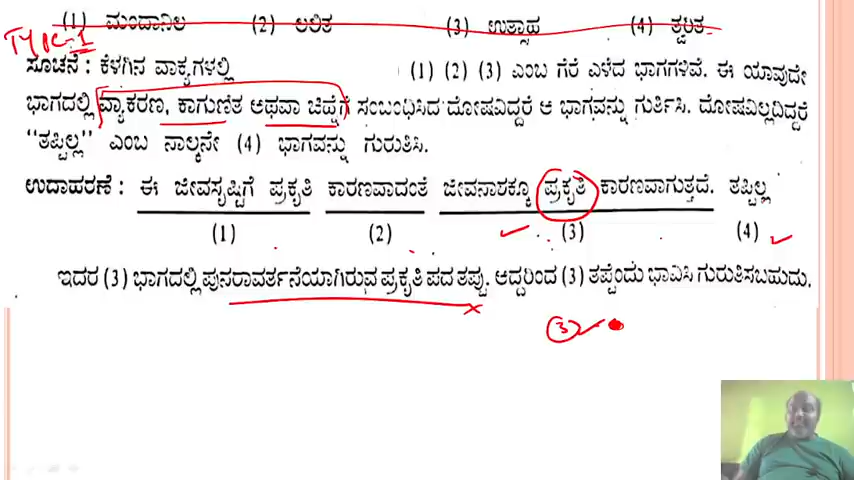 (1) ಮಂದಾನಿಲ (2) ಲಲಿತ (3) ಉತ್ಸಾಹ (4) ತ್ವಟಿತ
TYPE-1
ಸೂಚನೆ : ಕೆಳಗಿನ ವಾಕ್ಯಗಳಲ್ಲಿ (1) (2) (3) ಎಂಬ ಗೆರೆ ಎಳೆದ ಭಾಗಗಳಿವೆ. ಈ ಯಾವುದೇ
ಭಾಗದಲ್ಲಿ ವ್ಯಾಕರಣ, ಕಾಗುಣಿತ ಅಥವಾ ಚಿಹ್ನೆಗೆ ಸಂಬಂಧಿಸಿದ ದೋಷವಿದ್ದರೆ ಆ ಭಾಗವನ್ನು ಗುರ್ತಿಸಿ. ದೋಷವಿಲ್ಲದಿದ್ದರೆ
“ತಪ್ಪಿಲ್ಲ” ಎಂಬ ನಾಲ್ಕನೇ (4) ಭಾಗವನ್ನು ಗುರುತಿಸಿ.
ಉದಾಹರಣೆ : ಈ ಜೀವಸೃಷ್ಟಿಗೆ ಪ್ರಕೃತಿ ಕಾರಣವಾದಂತೆ ಜೀವನಾಶಕ್ಕೂ ಪ್ರಕೃತಿ ಕಾರಣವಾಗುತ್ತದೆ. ತಪ್ಪಿಲ್ಲ
(1) (2) (3) (4)
ಇದರ (3) ಭಾಗದಲ್ಲಿ ಪುನರಾವರ್ತನೆಯಾಗಿರುವ ಪ್ರಕೃತಿ ಪದ ತಪ್ಪು. ಆದ್ದರಿಂದ (3) ತಪ್ಪೆಂದು ಭಾವಿಸಿ ಗುರುತಿಸಬಹುದು.
3